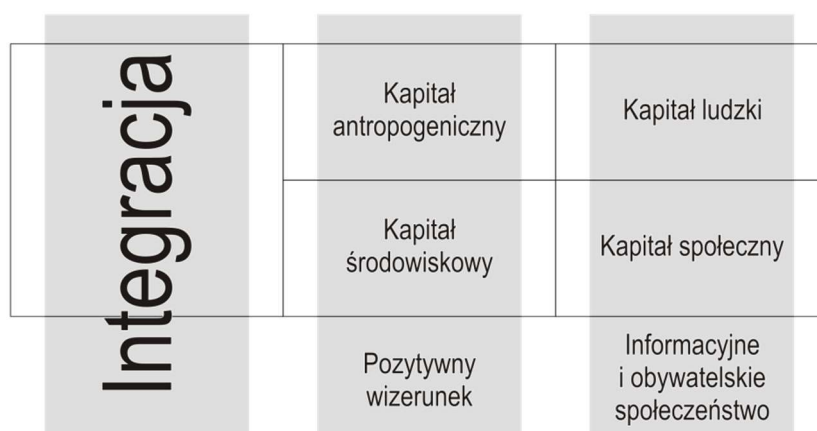 Integracja
Kapitał
antropogeniczny
Kapitał ludzki
Kapitał
środowiskowy
Kapitał społeczny
Pozytywny
wizerunek
Informacyjne
i obywatelskie
społeczeństwo